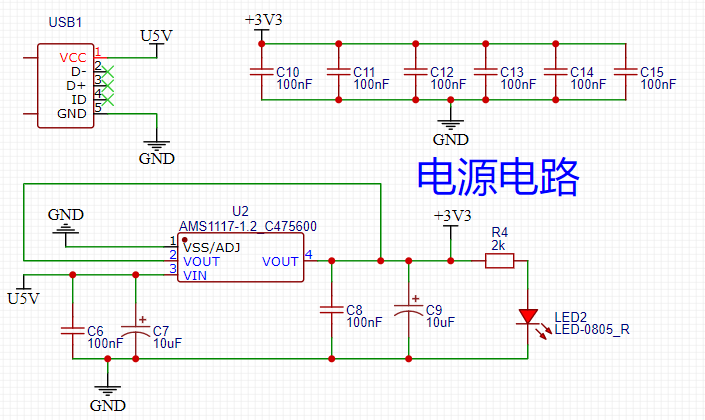 USB1
U5V
VCC
1
D-
2
D+
3
ID
4
GND
5
GND
+3V3
C10
100nF
C11
100nF
C12
100nF
C13
100nF
C14
100nF
C15
100nF
GND
电源电路
GND
U2
AMS1117-1.2_C475600
1
VSS/ADJ
2
VOUT
3
VIN
VOUT
4
U5V
C6
100nF
+
C7
10uF
GND
C8
100nF
+
C9
10uF
+3V3
R4
2k
LED2
LED-0805_R